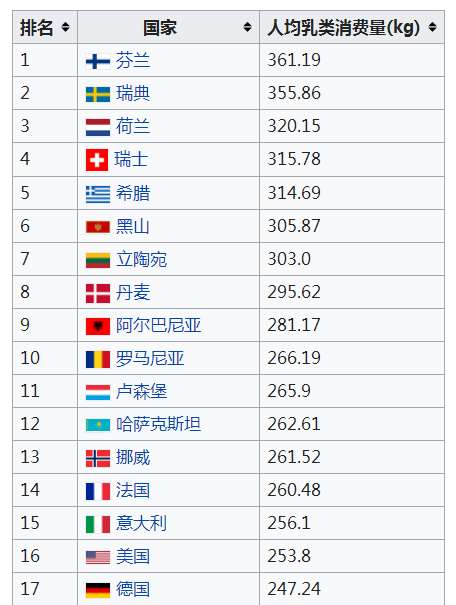 排名 国家 人均乳类消费量(kg)
1 芬兰 361.19
2 瑞典 355.86
3 荷兰 320.15
4 瑞士 315.78
5 希腊 314.69
6 黑山 305.87
7 立陶宛 303.0
8 丹麦 295.62
9 阿尔巴尼亚 281.17
10 罗马尼亚 266.19
11 卢森堡 265.9
12 哈萨克斯坦 262.61
13 挪威 261.52
14 法国 260.48
15 意大利 256.1
16 美国 253.8
17 德国 247.24